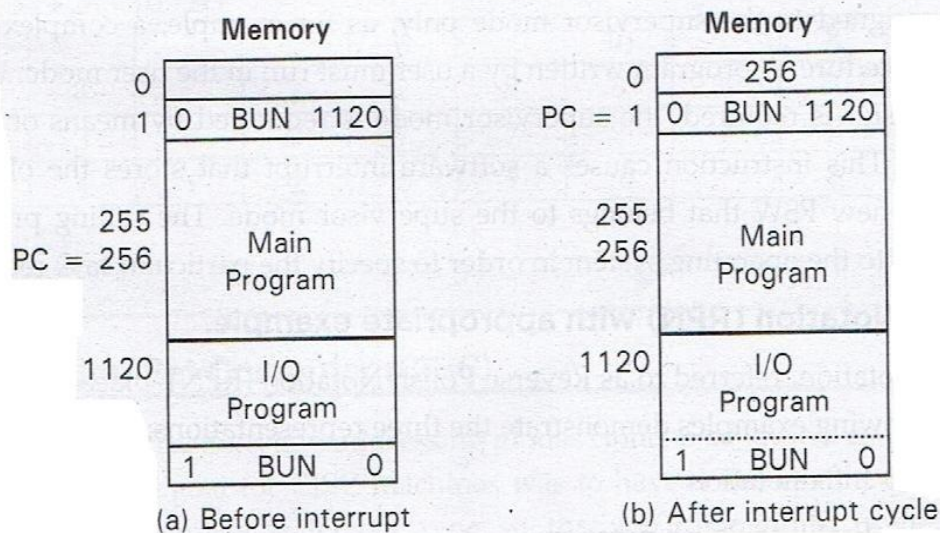 Memory
0
1 0 BUN 1120
255
PC = 256
Main
Program
1120 I/O
Program
1 BUN 0
(a) Before interrupt
Memory
0 256
PC = 1 0 BUN 1120
255
256
Main
Program
1120 I/O
Program
1 BUN 0
(b) After interrupt cycle